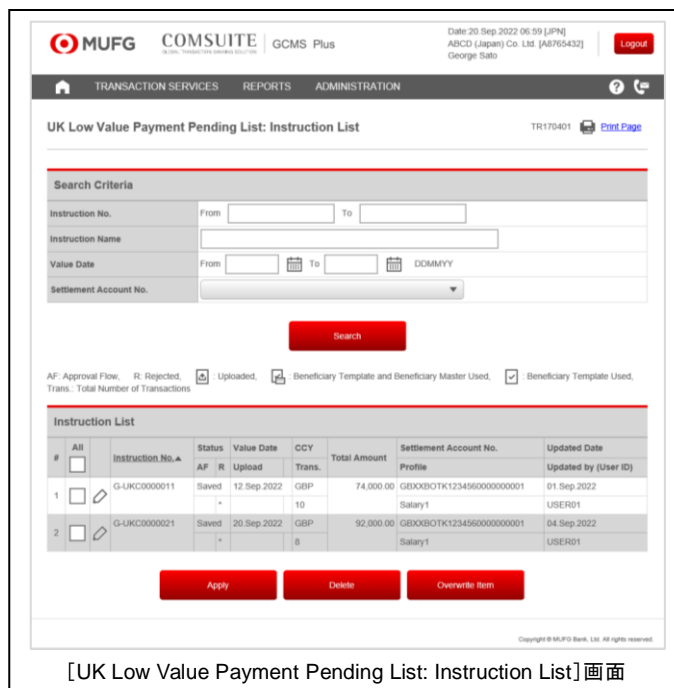 MUFG COMSUITE GCMS Plus
Date:20.Sep.2022 06:59 [JPN]
ABCD (Japan) Co. Ltd. [A8765432]
George Sato
Logout
TRANSACTION SERVICES REPORTS ADMINISTRATION
UK Low Value Payment Pending List: Instruction List TR170401 Print Page
Search Criteria
Instruction No. From To
Instruction Name
Value Date From To DDMMYY
Settlement Account No.
Search
AF: Approval Flow, R: Rejected, : Uploaded, : Beneficiary Template and Beneficiary Master Used, : Beneficiary Template Used,
Trans.: Total Number of Transactions
Instruction List
# All Instruction No.▲ Status Value Date CCY Total Amount Settlement Account No. Updated Date
AF R Upload Trans. Profile Updated by (User ID)
1 G-UKC0000011 Saved 12.Sep.2022 GBP 74,000.00 GBXXBOTK1234560000000001 01.Sep.2022
* 10 Salary1 USER01
2 G-UKC0000021 Saved 20.Sep.2022 GBP 92,000.00 GBXXBOTK1234560000000001 04.Sep.2022
* 8 Salary1 USER01
Apply Delete Overwrite Item
Copyright © MUFG Bank, Ltd. All rights reserved.
[UK Low Value Payment Pending List: Instruction List]画面